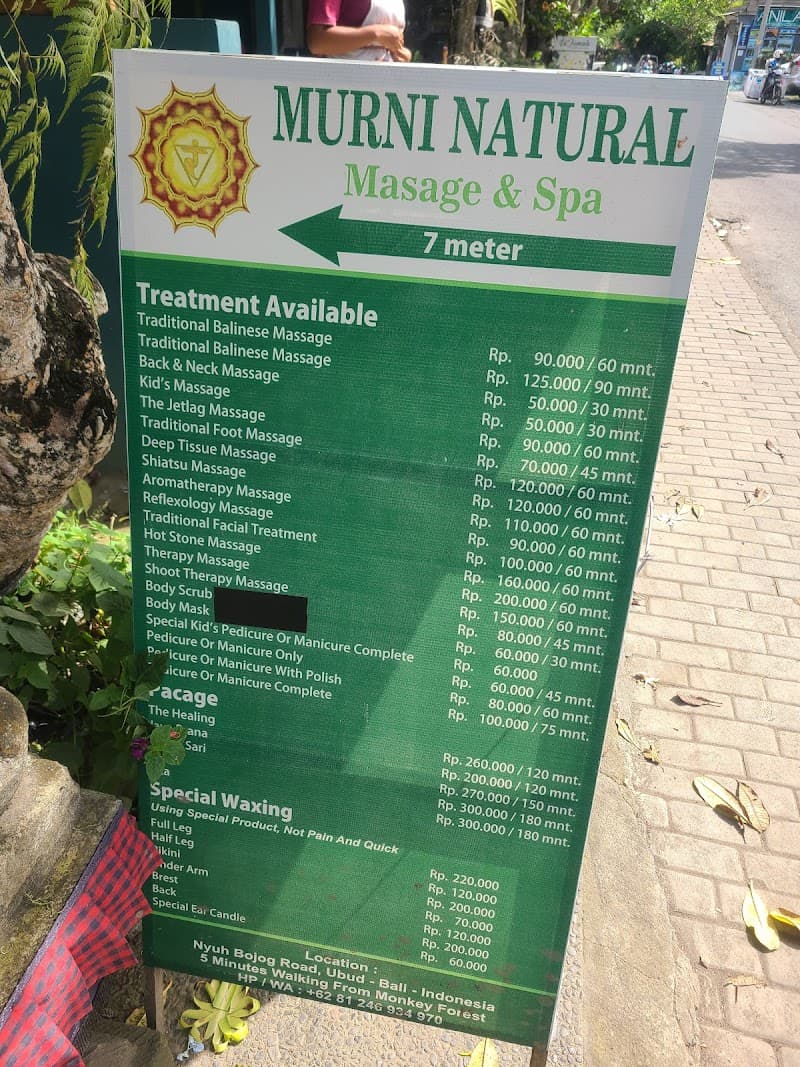 MURNI NATURAL
Masage & Spa
7 meter
Treatment Available
Traditional Balinese Massage Rp. 90.000 / 60 mnt.
Traditional Balinese Massage Rp. 125.000 / 90 mnt.
Back & Neck Massage Rp. 50.000 / 30 mnt.
Kid's Massage Rp. 50.000 / 30 mnt.
The Jetlag Massage Rp. 90.000 / 60 mnt.
Traditional Foot Massage Rp. 70.000 / 45 mnt.
Deep Tissue Massage Rp. 120.000 / 60 mnt.
Shiatsu Massage Rp. 120.000 / 60 mnt.
Aromatherapy Massage Rp. 110.000 / 60 mnt.
Reflexology Massage Rp. 90.000 / 60 mnt.
Traditional Facial Treatment Rp. 100.000 / 60 mnt.
Hot Stone Massage Rp. 160.000 / 60 mnt.
Therapy Massage Rp. 200.000 / 60 mnt.
Shoot Therapy Massage Rp. 150.000 / 60 mnt.
Body Scrub Rp. 80.000 / 45 mnt.
Body Mask Rp. 60.000 / 30 mnt.
Special Kid's Pedicure Or Manicure Complete Rp. 60.000
Pedicure Or Manicure Only Rp. 60.000 / 45 mnt.
Pedicure Or Manicure With Polish Rp. 80.000 / 60 mnt.
Pedicure Or Manicure Complete Rp. 100.000 / 75 mnt.
Pacage
The Healing Rp. 260.000 / 120 mnt.
Rp. 200.000 / 120 mnt.
Sari Rp. 270.000 / 150 mnt.
Rp. 300.000 / 180 mnt.
Rp. 300.000 / 180 mnt.
Special Waxing
Using Special Product, Not Pain And Quick
Full Leg Rp. 220,000
Half Leg Rp. 120.000
Bikini Rp. 200.000
Under Arm Rp. 70.000
Brest Rp. 120.000
Back Rp. 200.000
Special Ear Candle Rp. 60.000
Location :
Nyuh Bojog Road, Ubud - Bali - Indonesia
5 Minutes Walking From Monkey Forest
HP / WA : +62 81 246 934 970